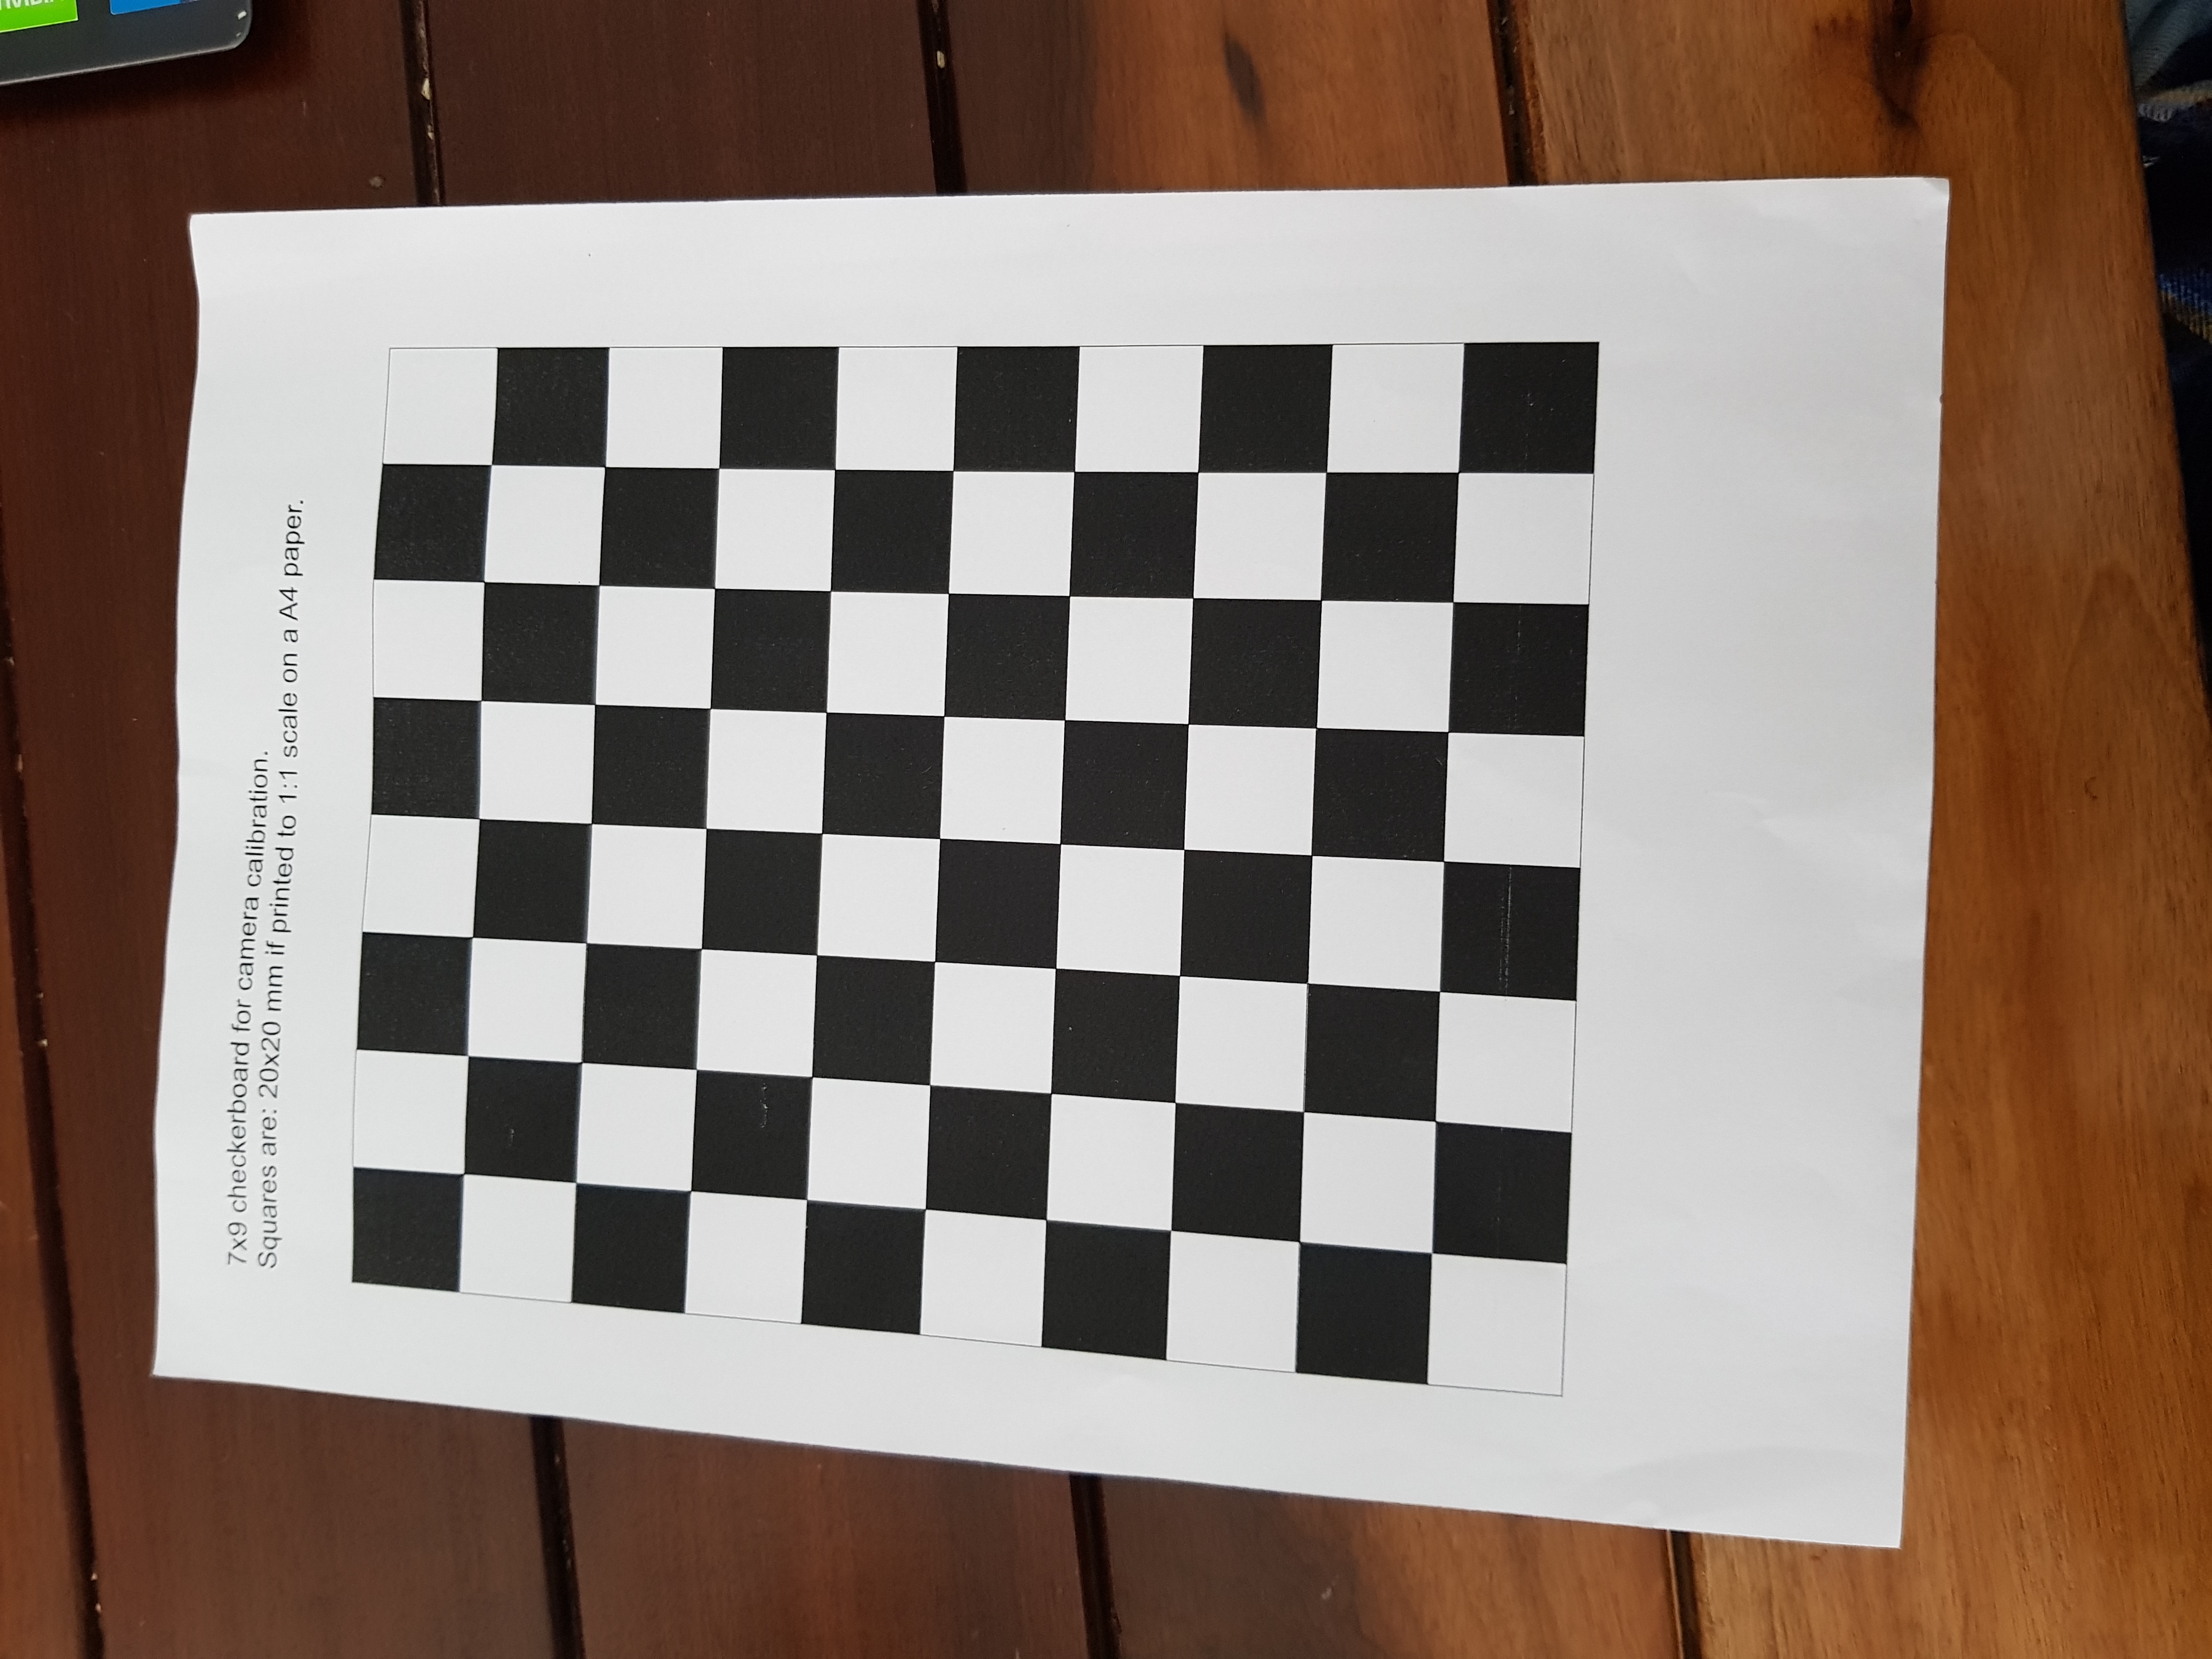 7x9 checkerboard for camera calibration.
Squares are: 20x20 mm if printed to 1:1 scale on a A4 paper.